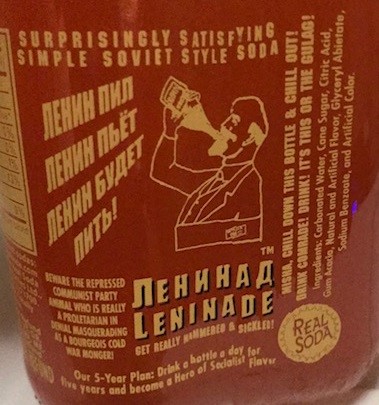 SURPRISINGLY SATISFYING
SIMPLE SOVIET STYLE SODA
ЛЕНИН ПИЛ
ЛЕНИН ПЬЁТ
ЛЕНИН БУДЕТ
ПИТЬ!
BEWARE THE REPRESSED
COMMUNIST PARTY
ANIMAL WHO IS REALLY
A PROLETARIAN IN
DENIAL MASQUERADING
AS A BOURGEOIS COLD
WAR MONGER!
TM
ЛЕНИНАД
LENINADE
GET REALLY HAMMERED & SICKLED!
Our 5-Year Plan: Drink a bottle a day for
five years and become a Hero of Socialist Flavor
MISHA, CHILL DOWN THIS BOTTLE & CHILL OUT!
DRINK COMRADE! DRINK! IT'S THIS OR THE GULAG!
Ingredients: Carbonated Water, Cane Sugar, Citric Acid,
Gum Acacia, Natural and Artificial Flavor, Glyceryl Abietate,
Sodium Benzoate, and Artificial Color.
REAL
SODA